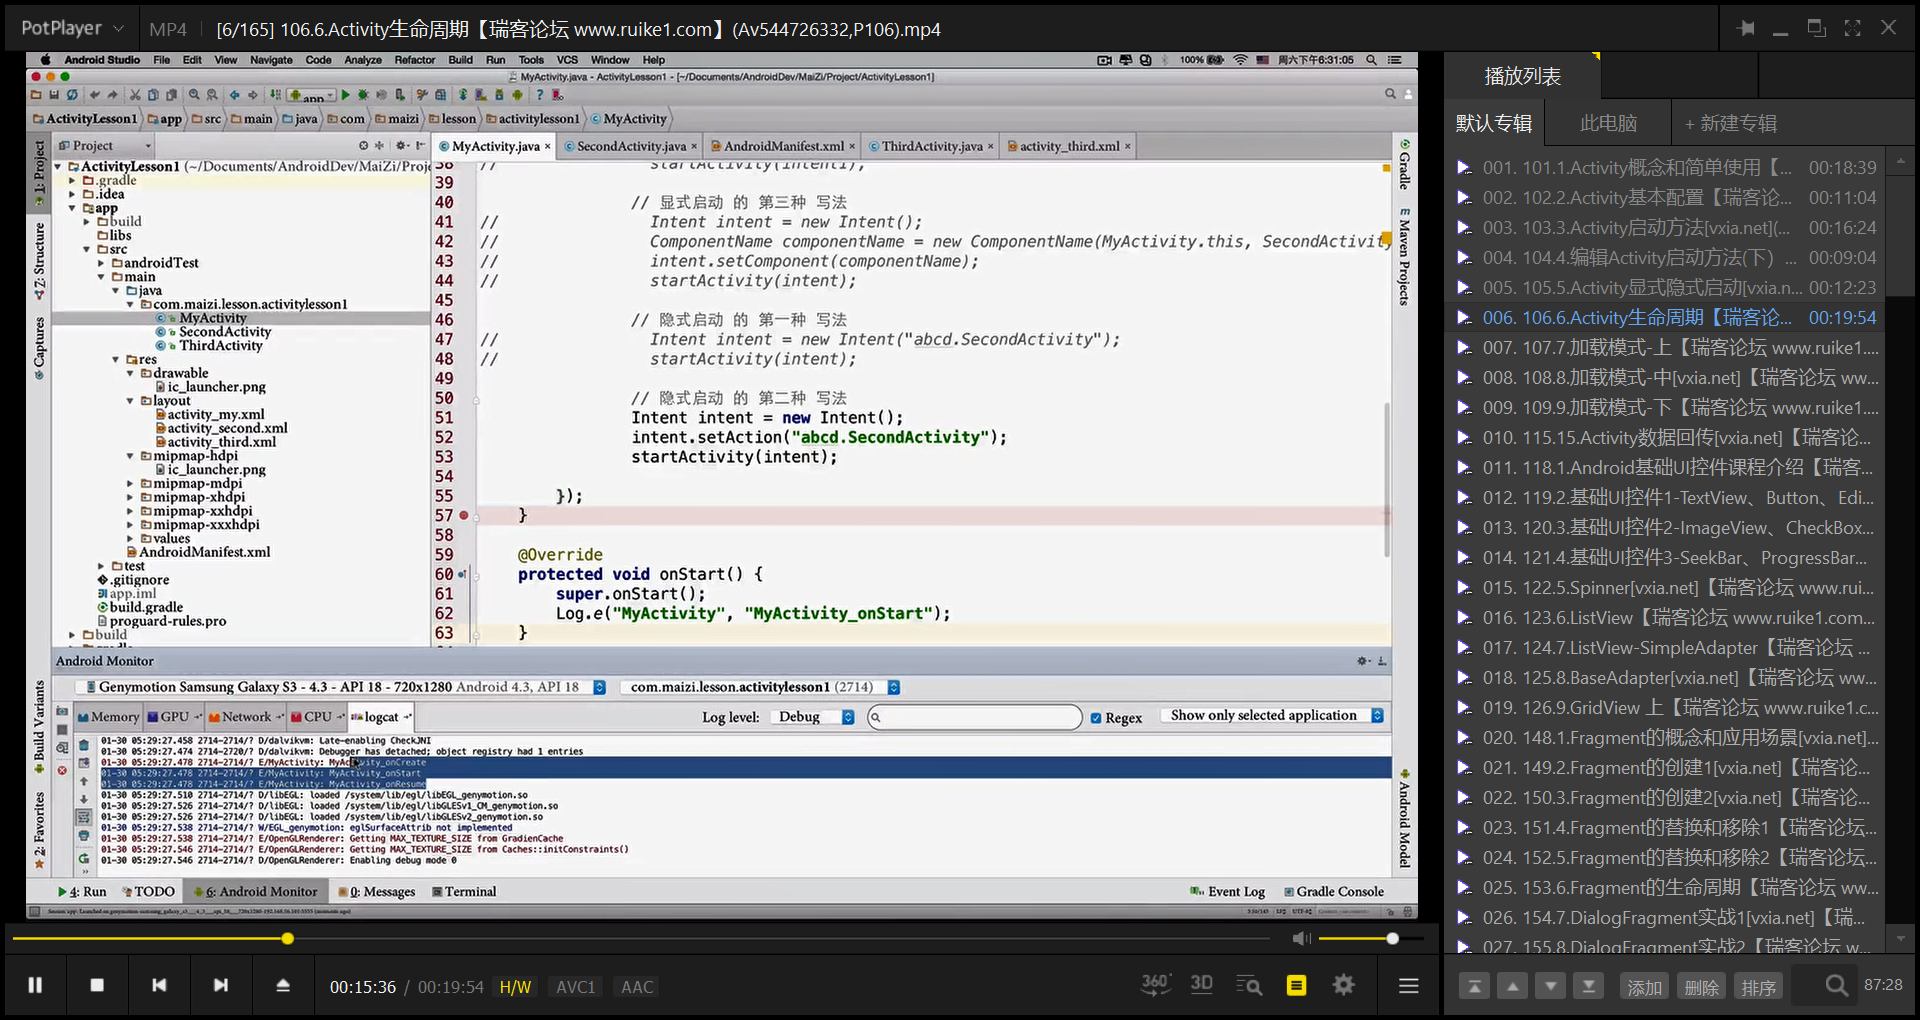 PotPlayer
MP4
[6/165] 106.6.Activity生命周期【瑞客论坛 www.ruike1.com】(Av544726332,P106).mp4
Android Studio File Edit View Navigate Code Analyze Refactor Build Run Tools VCS Window Help
100% 周六下午6:31:05
MyActivity.java - ActivityLesson1 - [~/Documents/AndroidDev/MaiZi/Project/ActivityLesson1]
app
ActivityLesson1 app src main java com maizi lesson activitylesson1 MyActivity
Project
MyActivity.java × SecondActivity.java × AndroidManifest.xml × ThirdActivity.java × activity_third.xml ×
1: Project
Z: Structure
Captures
Build Variants
2: Favorites
ActivityLesson1 (~/Documents/AndroidDev/MaiZi/Proje
.gradle
.idea
app
build
libs
src
androidTest
main
java
com.maizi.lesson.activitylesson1
MyActivity
SecondActivity
ThirdActivity
res
drawable
ic_launcher.png
layout
activity_my.xml
activity_second.xml
activity_third.xml
mipmap-hdpi
ic_launcher.png
mipmap-mdpi
mipmap-xhdpi
mipmap-xxhdpi
mipmap-xxxhdpi
values
AndroidManifest.xml
test
.gitignore
app.iml
build.gradle
proguard-rules.pro
build
38 // startActivity(intent1);
39
40 // 显式启动 的 第三种 写法
41 // Intent intent = new Intent();
42 // ComponentName componentName = new ComponentName(MyActivity.this, SecondActivity
43 // intent.setComponent(componentName);
44 // startActivity(intent);
45
46 // 隐式启动 的 第一种 写法
47 // Intent intent = new Intent("abcd.SecondActivity");
48 // startActivity(intent);
49
50 // 隐式启动 的 第二种 写法
51 Intent intent = new Intent();
52 intent.setAction("abcd.SecondActivity");
53 startActivity(intent);
54
55 });
57 }
58
59 @Override
60 protected void onStart() {
61 super.onStart();
62 Log.e("MyActivity", "MyActivity_onStart");
63 }
Gradle
Maven Projects
Android Model
Android Monitor
Genymotion Samsung Galaxy S3 - 4.3 - API 18 - 720x1280 Android 4.3, API 18
com.maizi.lesson.activitylesson1 (2714)
Memory GPU Network CPU logcat
Log level: Debug Regex Show only selected application
01-30 05:29:27.458 2714-2714/? D/dalvikvm: Late-enabling CheckJNI
01-30 05:29:27.474 2714-2720/? D/dalvikvm: Debugger has detached; object registry had 1 entries
01-30 05:29:27.478 2714-2714/? E/MyActivity: MyActivity_onCreate
01-30 05:29:27.478 2714-2714/? E/MyActivity: MyActivity_onStart
01-30 05:29:27.478 2714-2714/? E/MyActivity: MyActivity_onResume
01-30 05:29:27.510 2714-2714/? D/libEGL: loaded /system/lib/egl/libEGL_genymotion.so
01-30 05:29:27.526 2714-2714/? D/libEGL: loaded /system/lib/egl/libGLESv1_CM_genymotion.so
01-30 05:29:27.526 2714-2714/? D/libEGL: loaded /system/lib/egl/libGLESv2_genymotion.so
01-30 05:29:27.538 2714-2714/? W/EGL_genymotion: eglSurfaceAttrib not implemented
01-30 05:29:27.538 2714-2714/? E/OpenGLRenderer: Getting MAX_TEXTURE_SIZE from GradienCache
01-30 05:29:27.546 2714-2714/? E/OpenGLRenderer: Getting MAX_TEXTURE_SIZE from Caches::initConstraints()
01-30 05:29:27.546 2714-2714/? D/OpenGLRenderer: Enabling debug mode 0
4: Run TODO 6: Android Monitor 0: Messages Terminal Event Log Gradle Console
00:15:36 / 00:19:54 H/W AVC1 AAC
360° 3D
播放列表
默认专辑 此电脑 + 新建专辑
001. 101.1.Activity概念和简单使用【... 00:18:39
002. 102.2.Activity基本配置【瑞客论... 00:11:04
003. 103.3.Activity启动方法[vxia.net](... 00:16:24
004. 104.4.编辑Activity启动方法(下) ... 00:09:04
005. 105.5.Activity显式隐式启动[vxia.n... 00:12:23
006. 106.6.Activity生命周期【瑞客论... 00:19:54
007. 107.7.加载模式-上【瑞客论坛 www.ruike1....
008. 108.8.加载模式-中[vxia.net]【瑞客论坛 ww...
009. 109.9.加载模式-下【瑞客论坛 www.ruike1....
010. 115.15.Activity数据回传[vxia.net]【瑞客论...
011. 118.1.Android基础UI控件课程介绍【瑞客...
012. 119.2.基础UI控件1-TextView、Button、Edi...
013. 120.3.基础UI控件2-ImageView、CheckBox...
014. 121.4.基础UI控件3-SeekBar、ProgressBar...
015. 122.5.Spinner[vxia.net]【瑞客论坛 www.rui...
016. 123.6.ListView【瑞客论坛 www.ruike1.com...
017. 124.7.ListView-SimpleAdapter【瑞客论坛 ...
018. 125.8.BaseAdapter[vxia.net]【瑞客论坛 ww...
019. 126.9.GridView 上【瑞客论坛 www.ruike1.c...
020. 148.1.Fragment的概念和应用场景[vxia.net]...
021. 149.2.Fragment的创建1[vxia.net]【瑞客论...
022. 150.3.Fragment的创建2[vxia.net]【瑞客论...
023. 151.4.Fragment的替换和移除1【瑞客论坛...
024. 152.5.Fragment的替换和移除2【瑞客论坛...
025. 153.6.Fragment的生命周期【瑞客论坛 ww...
026. 154.7.DialogFragment实战1[vxia.net]【瑞...
027. 155.8.DialogFragment实战2【瑞客论坛 w...
添加 删除 排序 87:28